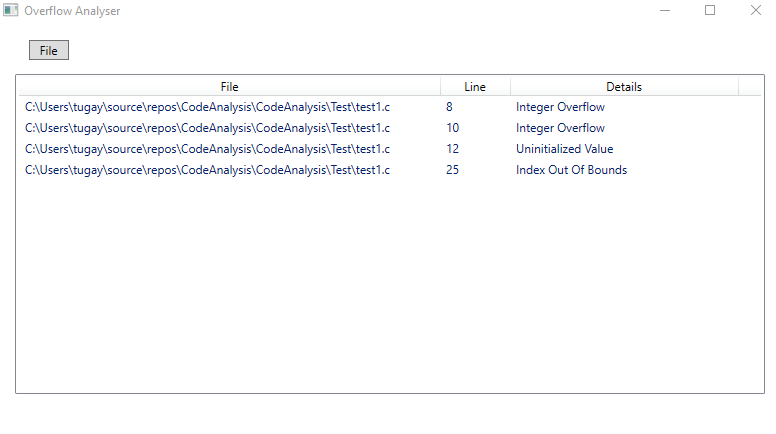 Overflow Analyser
File
File Line Details
C:\Users\tugay\source\repos\CodeAnalysis\CodeAnalysis\Test\test1.c 8 Integer Overflow
C:\Users\tugay\source\repos\CodeAnalysis\CodeAnalysis\Test\test1.c 10 Integer Overflow
C:\Users\tugay\source\repos\CodeAnalysis\CodeAnalysis\Test\test1.c 12 Uninitialized Value
C:\Users\tugay\source\repos\CodeAnalysis\CodeAnalysis\Test\test1.c 25 Index Out Of Bounds